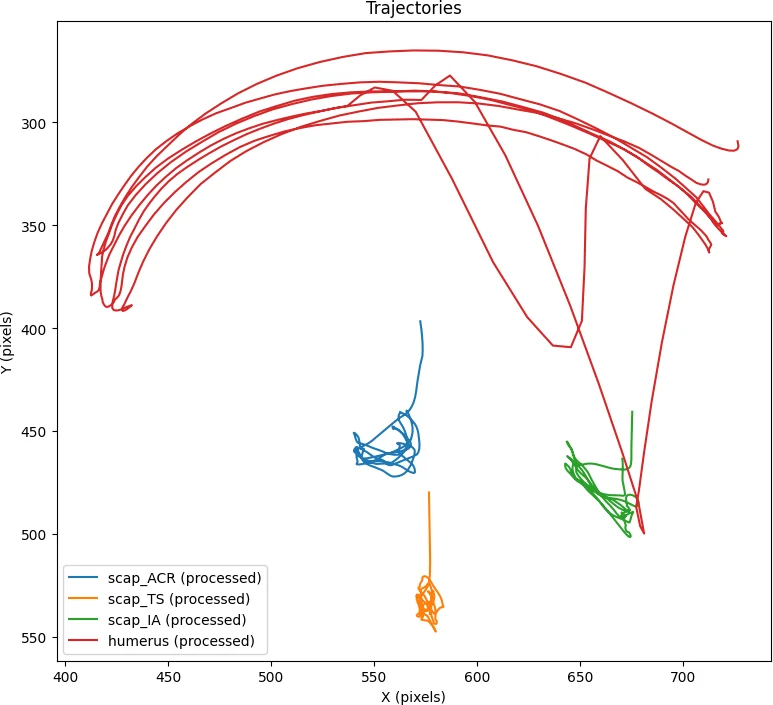 Trajectories
Y (pixels)
300
350
400
450
500
550
scap_ACR (processed)
scap_TS (processed)
scap_IA (processed)
humerus (processed)
400 450 500 550 600 650 700
X (pixels)